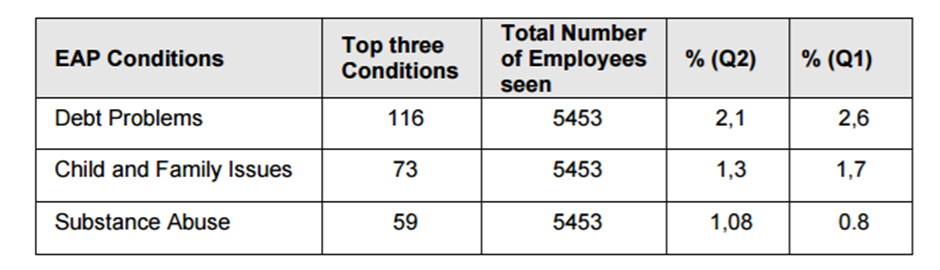 EAP Conditions
Top three
Conditions
Total Number
of Employees
seen
% (Q2)
% (Q1)
Debt Problems 116 5453 2,1 2,6
Child and Family Issues 73 5453 1,3 1,7
Substance Abuse 59 5453 1,08 0.8